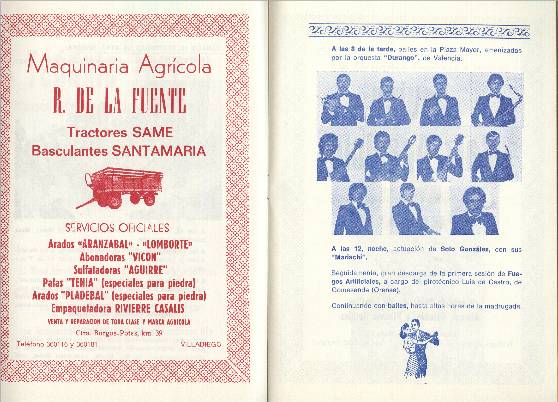 Maquinaria Agrícola
R. DE LA FUENTE
Tractores SAME
Basculantes SANTAMARIA
SERVICIOS OFICIALES
Arados «ARANZABAL» - «LOMBORTE»
Abonadoras "VICON"
Sulfatadoras "AGUIRRE"
Palas "TENIA" (especiales para piedra)
Arados "PLADEBAL" (especiales para piedra)
Empaquetadora RIVIERRE CASALIS
VENTA Y REPARACION DE TODA CLASE Y MARCA AGRICOLA
Ctra. Burgos-Potes, km. 39
Teléfono 360116 y 360181 VILLADIEGO
A las 8 de la tarde, bailes en la Plaza Mayor, amenizados
por la orquesta "Durango", de Valencia.
A las 12, noche, actuación de Solo González, con sus
"Mariachi".
Seguidamente, gran descarga de la primera sesión de Fue-
gos Artificiales, a cargo del pirotécnico Luis de Castro, de
(Orense).
Continuando con bailes, hasta altas horas de la madrugada.